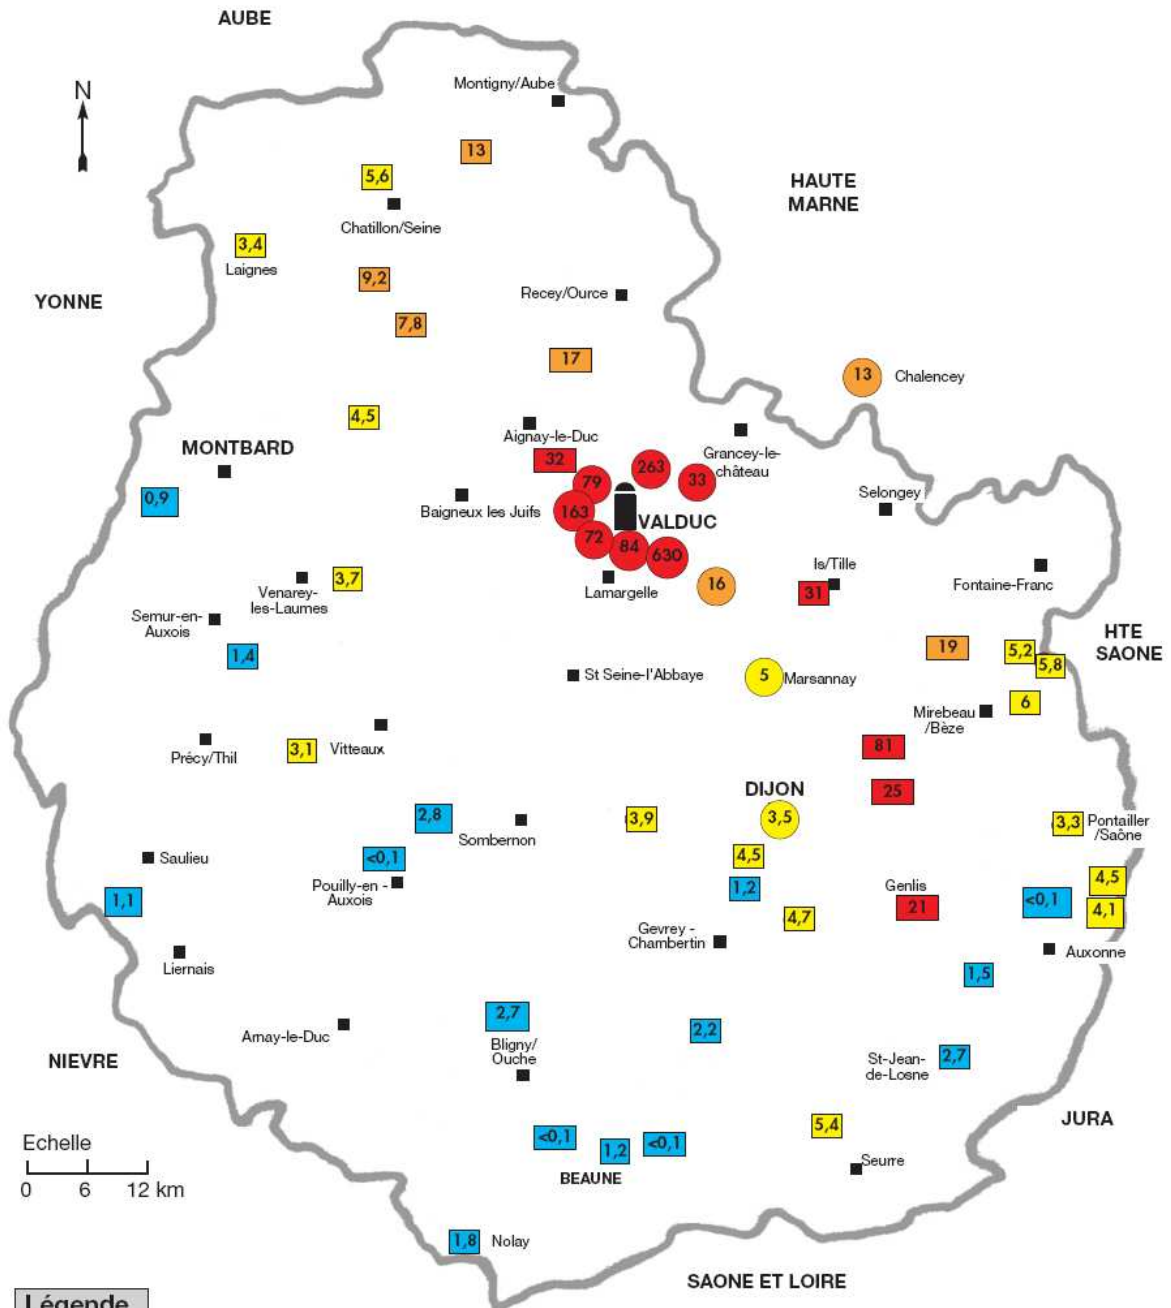 AUBE
N
Montigny/Aube
13
5,6
HAUTE
MARNE
Chatillon/Seine
3,4
Laignes
9,2
YONNE
Recey/Ource
7,8
17
13
Chalencey
4,5
Aignay-le-Duc
MONTBARD
Grancey-le-
château
32
263
79
33
0,9
Selongey
Baigneux les Juifs
163
VALDUC
72
84
630
Is/Tille
3,7
Lamargelle
16
31
Fontaine-Franc
Venarey-
les-Laumes
Semur-en-
Auxois
HTE
SAONE
1,4
19
5,2
5,8
St Seine-l'Abbaye
5
Marsannay
6
Mirebeau
/Bèze
Précy/Thil
3,1
Vitteaux
81
DIJON
25
2,8
3,9
3,5
3,3
Pontailler
/Saône
Sombernon
<0,1
4,5
Saulieu
Pouilly-en -
Auxois
1,2
Genlis
4,5
1,1
21
<0,1
4,1
4,7
Gevrey -
Chambertin
Auxonne
Liernais
1,5
2,7
2,2
Arnay-le-Duc
Bligny/
Ouche
St-Jean-
de-Losne
2,7
NIEVRE
JURA
5,4
Echelle
<0,1
1,2
<0,1
Seurre
0 6 12 km
BEAUNE
1,8
Nolay
SAONE ET LOIRE
Légende